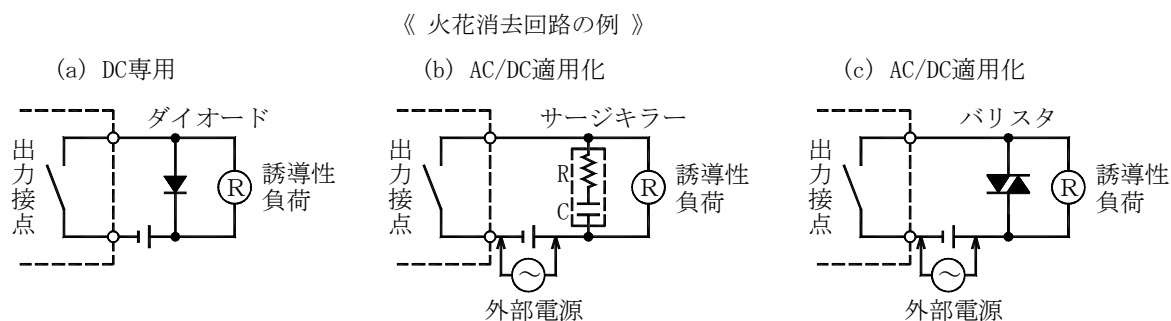 《 火花消去回路の例 》
(a) DC専用
ダイオード
出力接点
R
誘導性
負荷
(b) AC/DC適用化
サージキラー
出力接点
R
C
R
誘導性
負荷
外部電源
(c) AC/DC適用化
バリスタ
出力接点
R
誘導性
負荷
外部電源